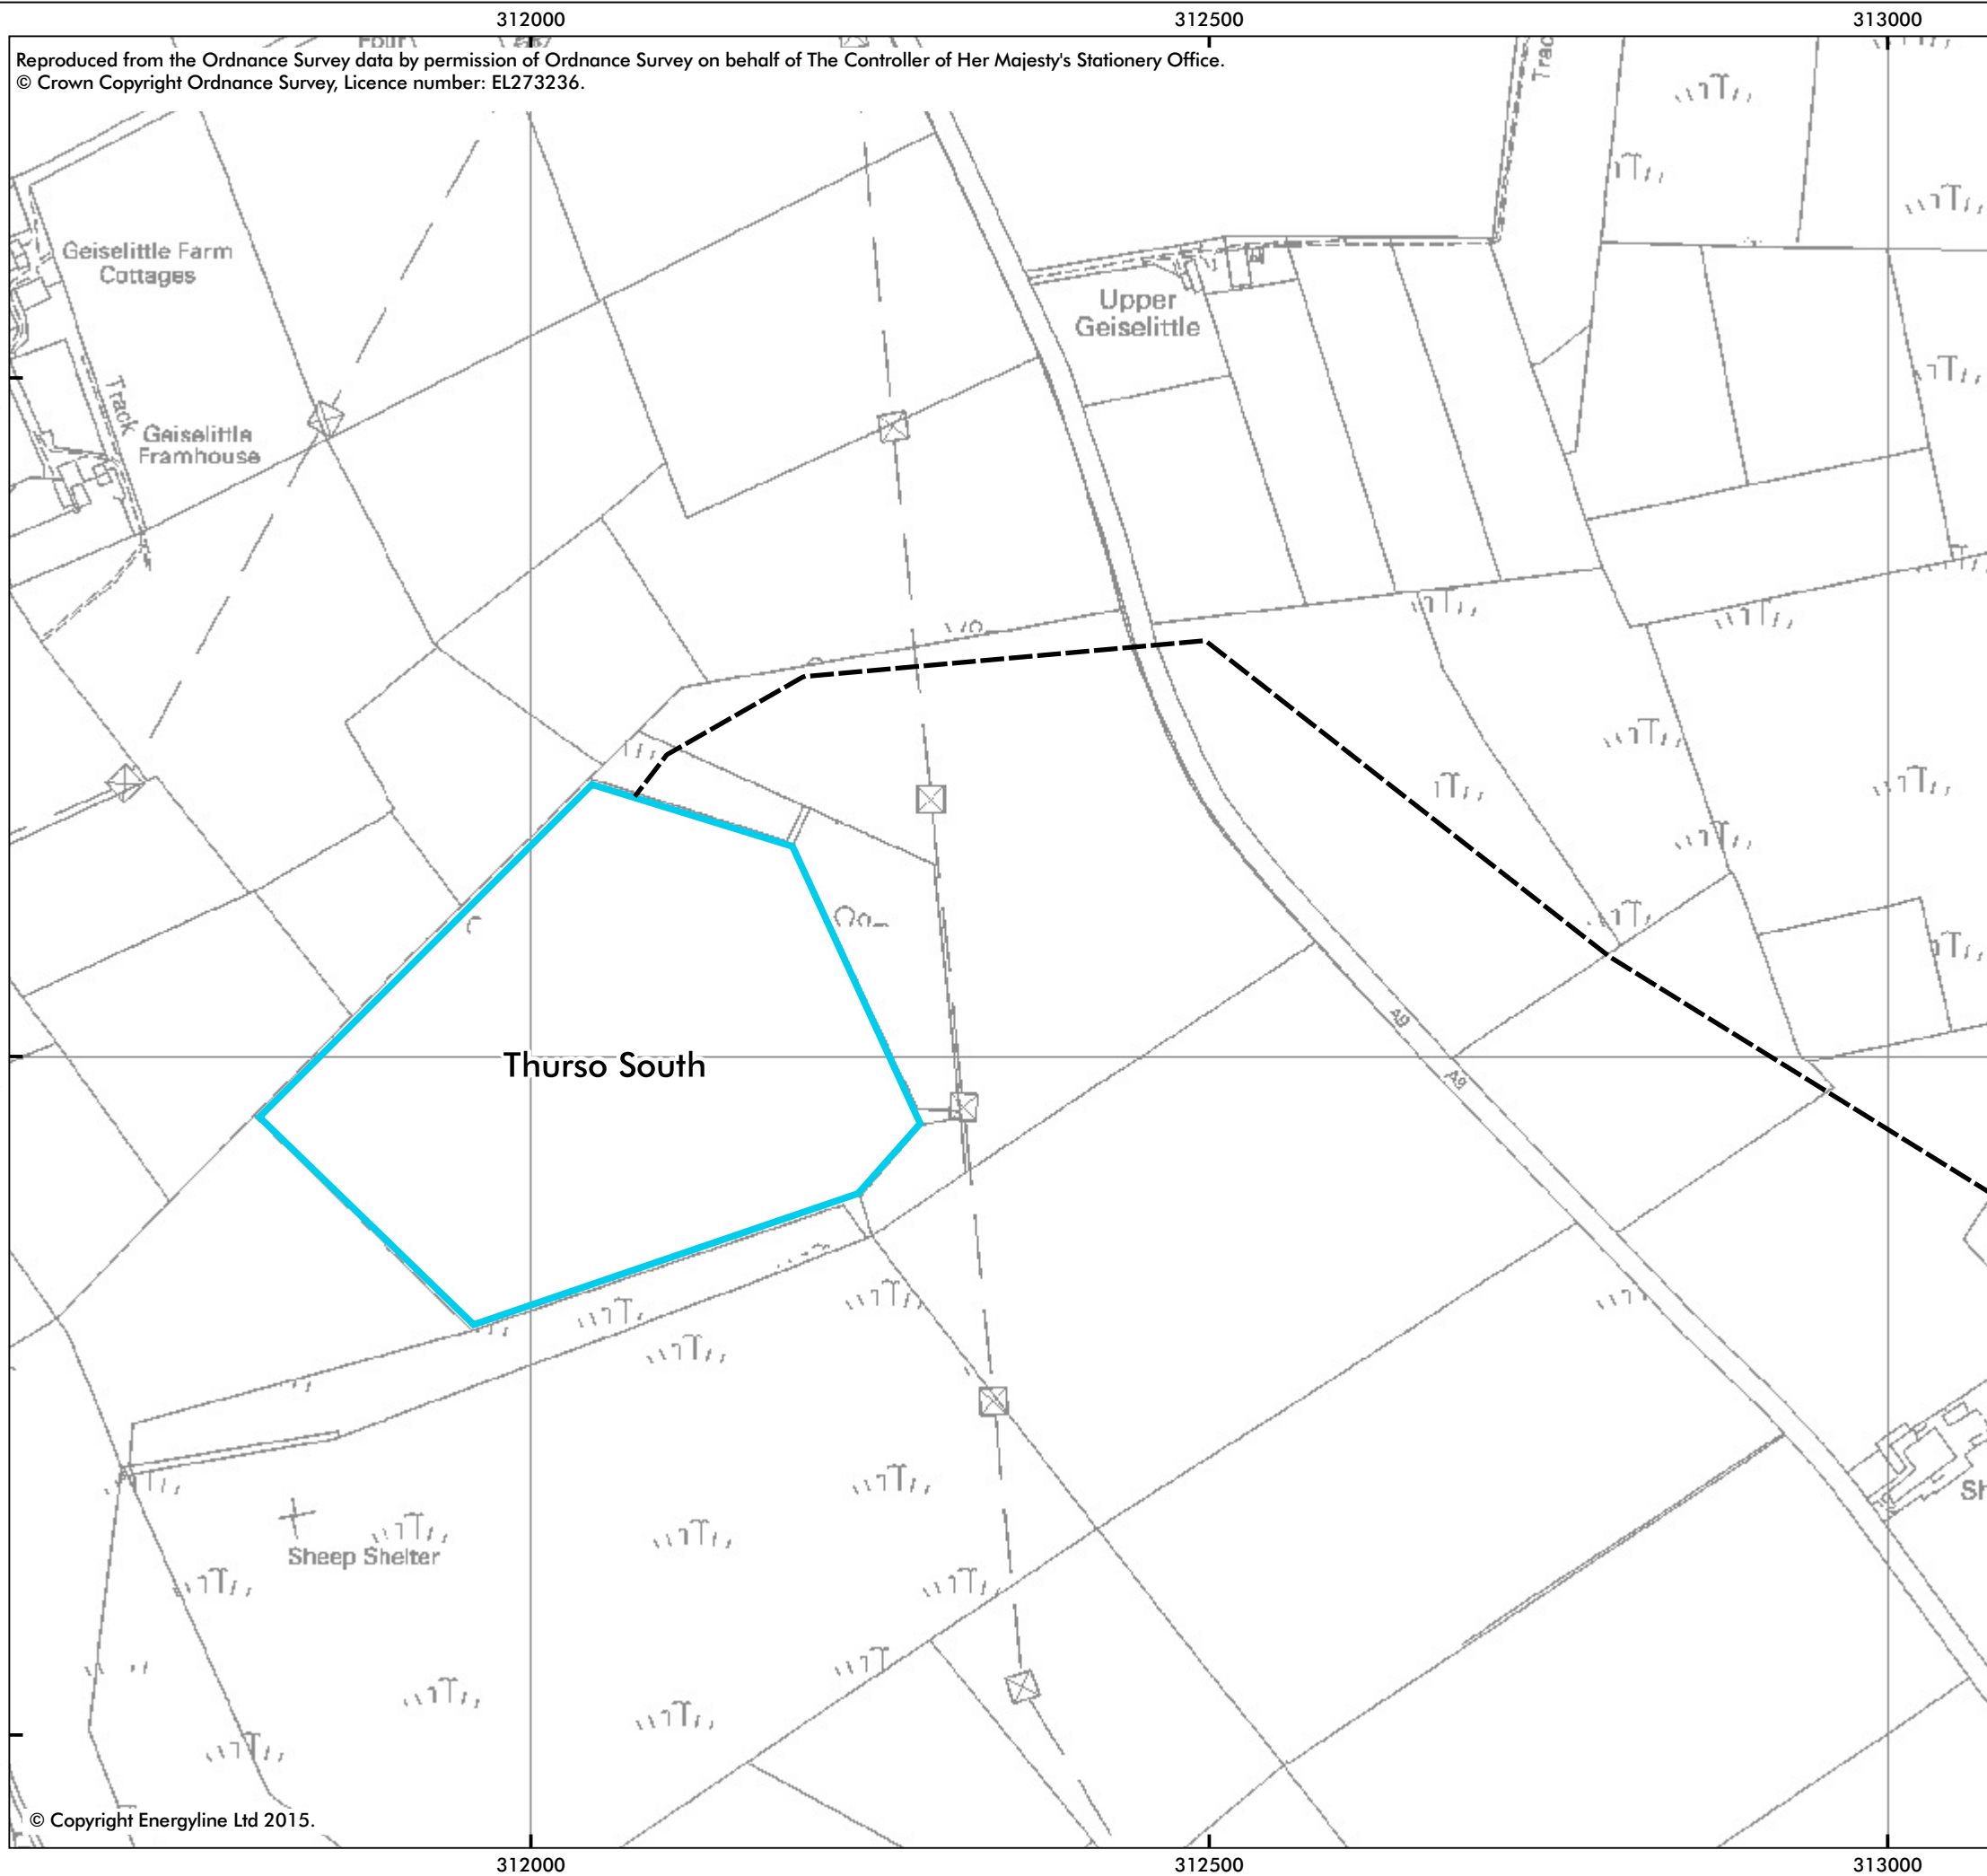 312000
312500
313000
Reproduced from the Ordnance Survey data by permission of Ordnance Survey on behalf of The Controller of Her Majesty's Stationery Office.
© Crown Copyright Ordnance Survey, Licence number: EL273236.
Trac
Geiselittle Farm
Cottages
Upper
Geiselittle
Track
Geiselittle
Framhouse
A9
Thurso South
A9
Sh
Sheep Shelter
© Copyright Energyline Ltd 2015.
312000
312500
313000